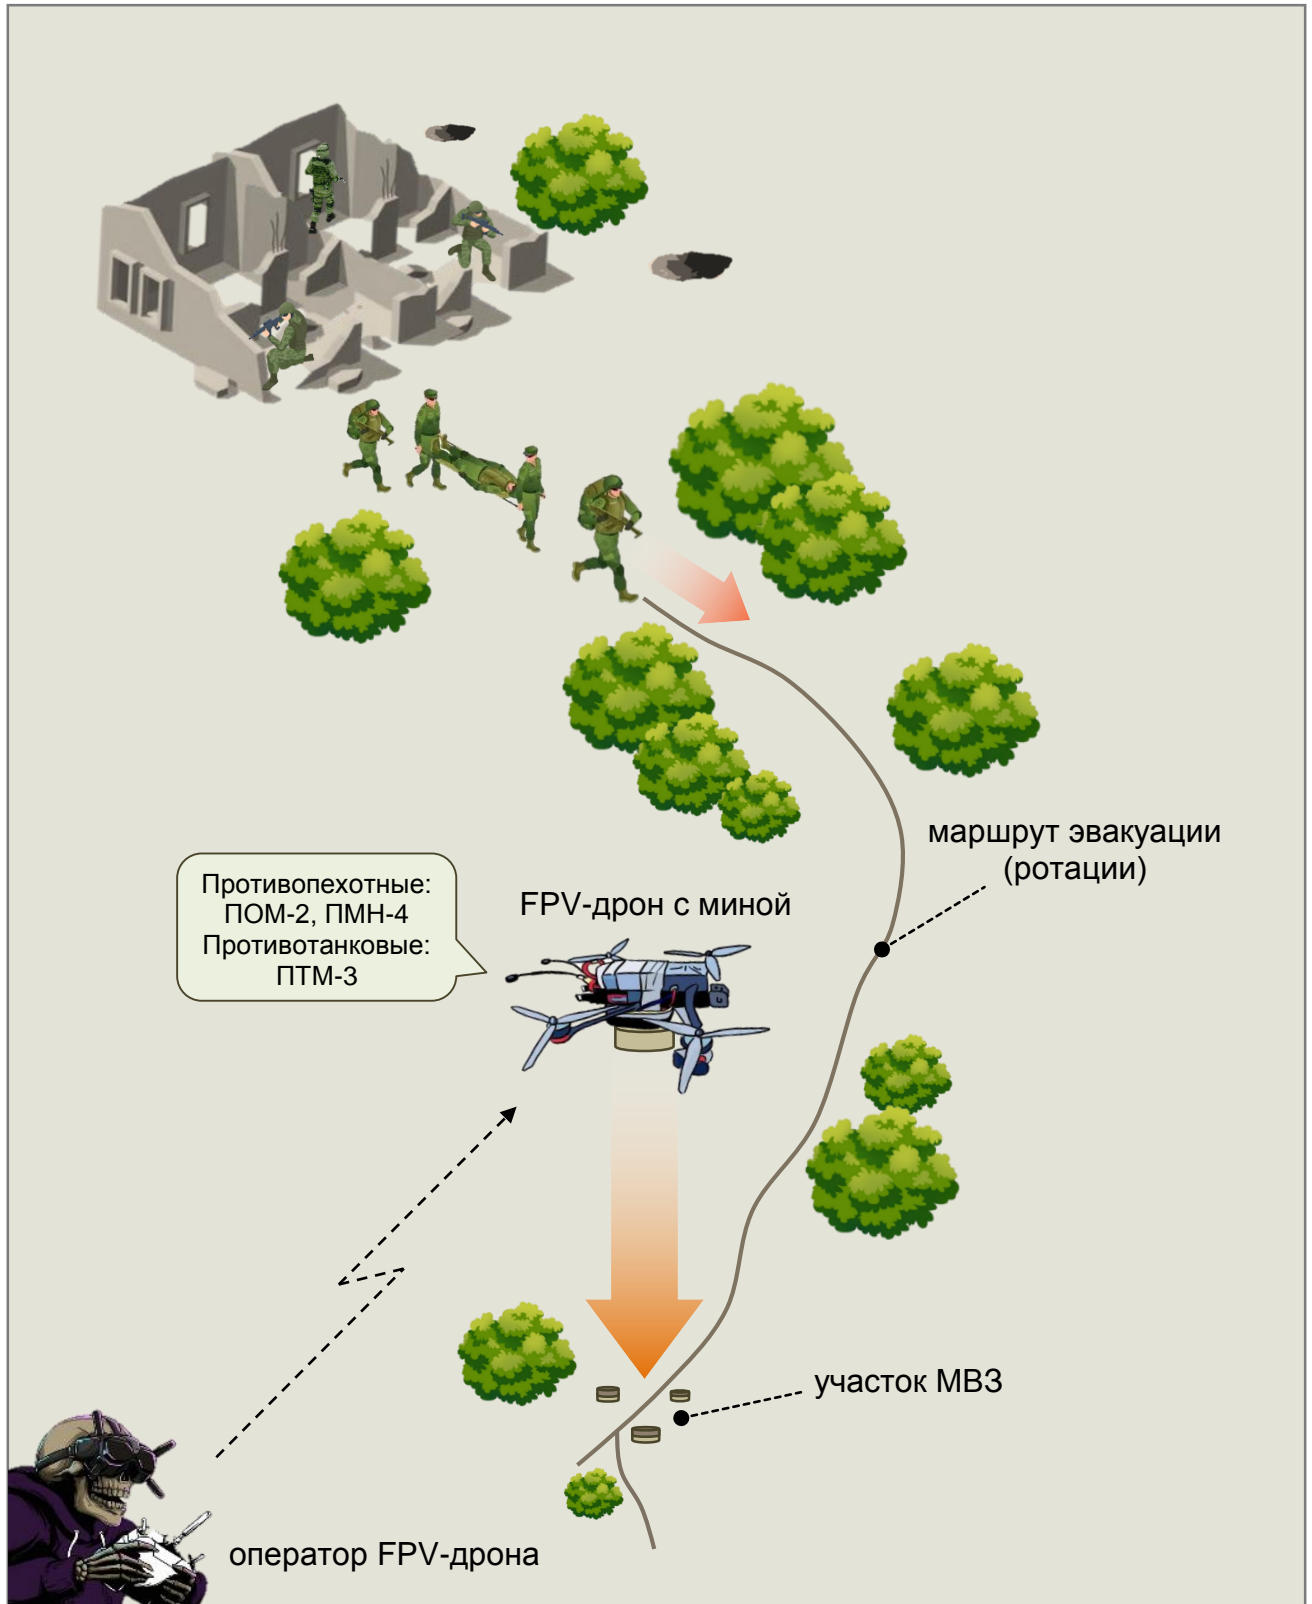 маршрут эвакуации
(ротации)
Противопехотные:
ПОМ-2, ПМН-4
Противотанковые:
ПТМ-3
FPV-дрон с миной
участок МВЗ
оператор FPV-дрона